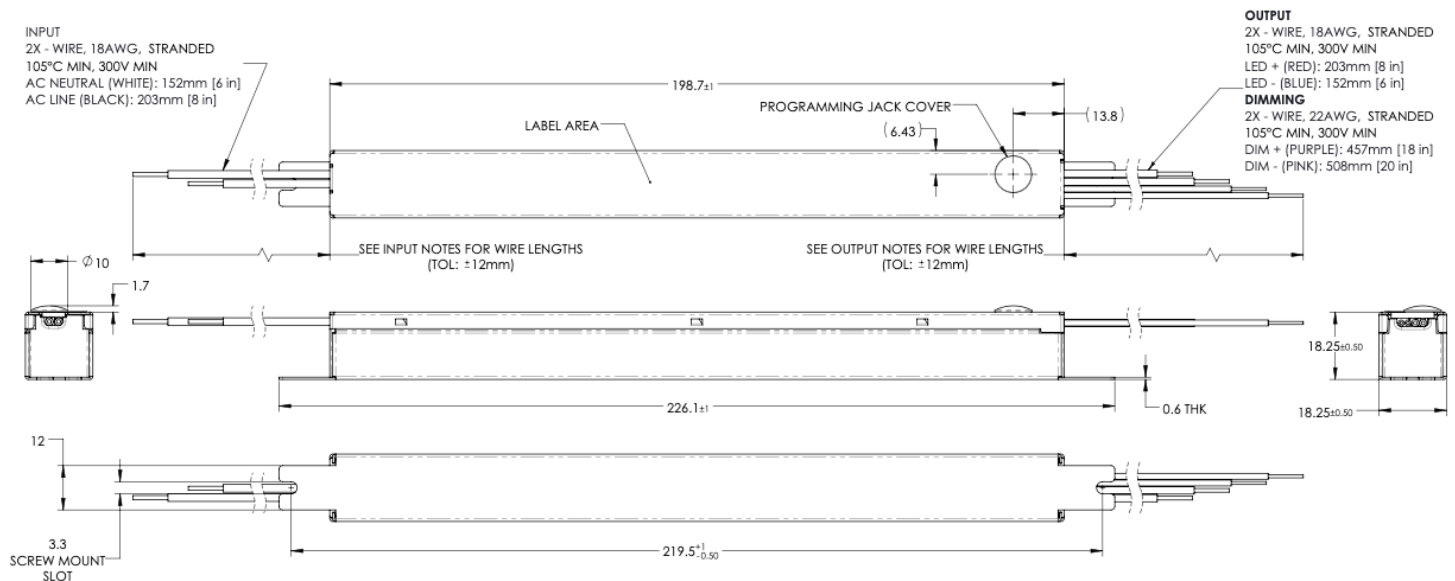 INPUT
2X - WIRE, 18AWG, STRANDED
105°C MIN, 300V MIN
AC NEUTRAL (WHITE): 152mm [6 in]
AC LINE (BLACK): 203mm [8 in]
OUTPUT
2X - WIRE, 18AWG, STRANDED
105°C MIN, 300V MIN
LED + (RED): 203mm [8 in]
LED - (BLUE): 152mm [6 in]
DIMMING
2X - WIRE, 22AWG, STRANDED
105°C MIN, 300V MIN
DIM + (PURPLE): 457mm [18 in]
DIM - (PINK): 508mm [20 in]
198.7±1
PROGRAMMING JACK COVER
(13.8)
LABEL AREA
(6.43)
SEE INPUT NOTES FOR WIRE LENGTHS
(TOL: ±12mm)
SEE OUTPUT NOTES FOR WIRE LENGTHS
(TOL: ±12mm)
Ø10
1.7
18.25±0.50
226.1±1
0.6 THK
18.25±0.50
12
3.3
SCREW MOUNT
SLOT
219.5+1 -0.50